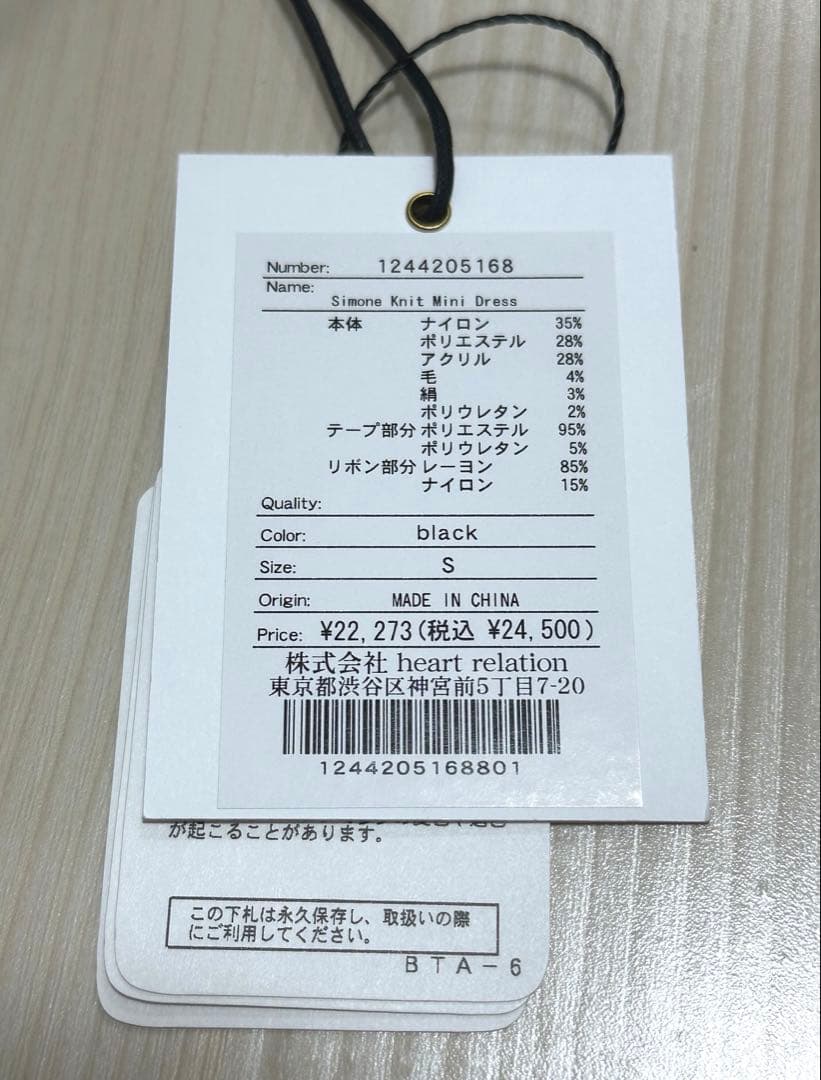 Number: 1244205168
Name:
Simone Knit Mini Dress
本体 ナイロン 35%
ポリエステル 28%
アクリル 28%
毛 4%
絹 3%
ポリウレタン 2%
テープ部分 ポリエステル 95%
ポリウレタン 5%
リボン部分 レーヨン 85%
ナイロン 15%
Quality:
Color: black
Size: S
Origin: MADE IN CHINA
Price: ¥22,273(税込 ¥24,500)
株式会社 heart relation
東京都渋谷区神宮前5丁目7-20
1244205168801
が起こることがあります。
この下札は永久保存し、取扱いの際
にご利用してください。
BTA-6